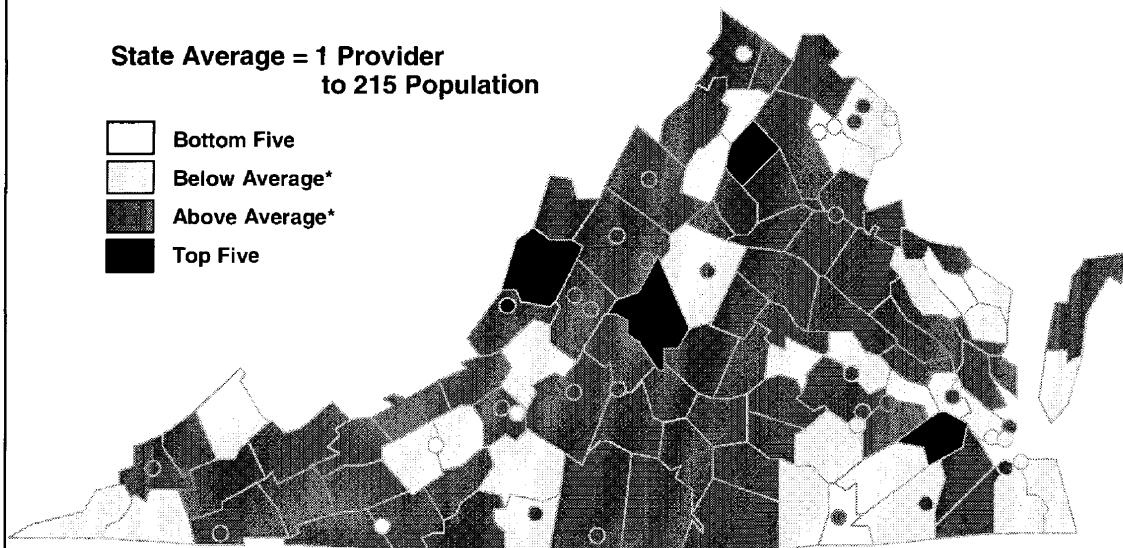 State Average = 1 Provider
to 215 Population
Bottom Five
Below Average*
Above Average*
Top Five